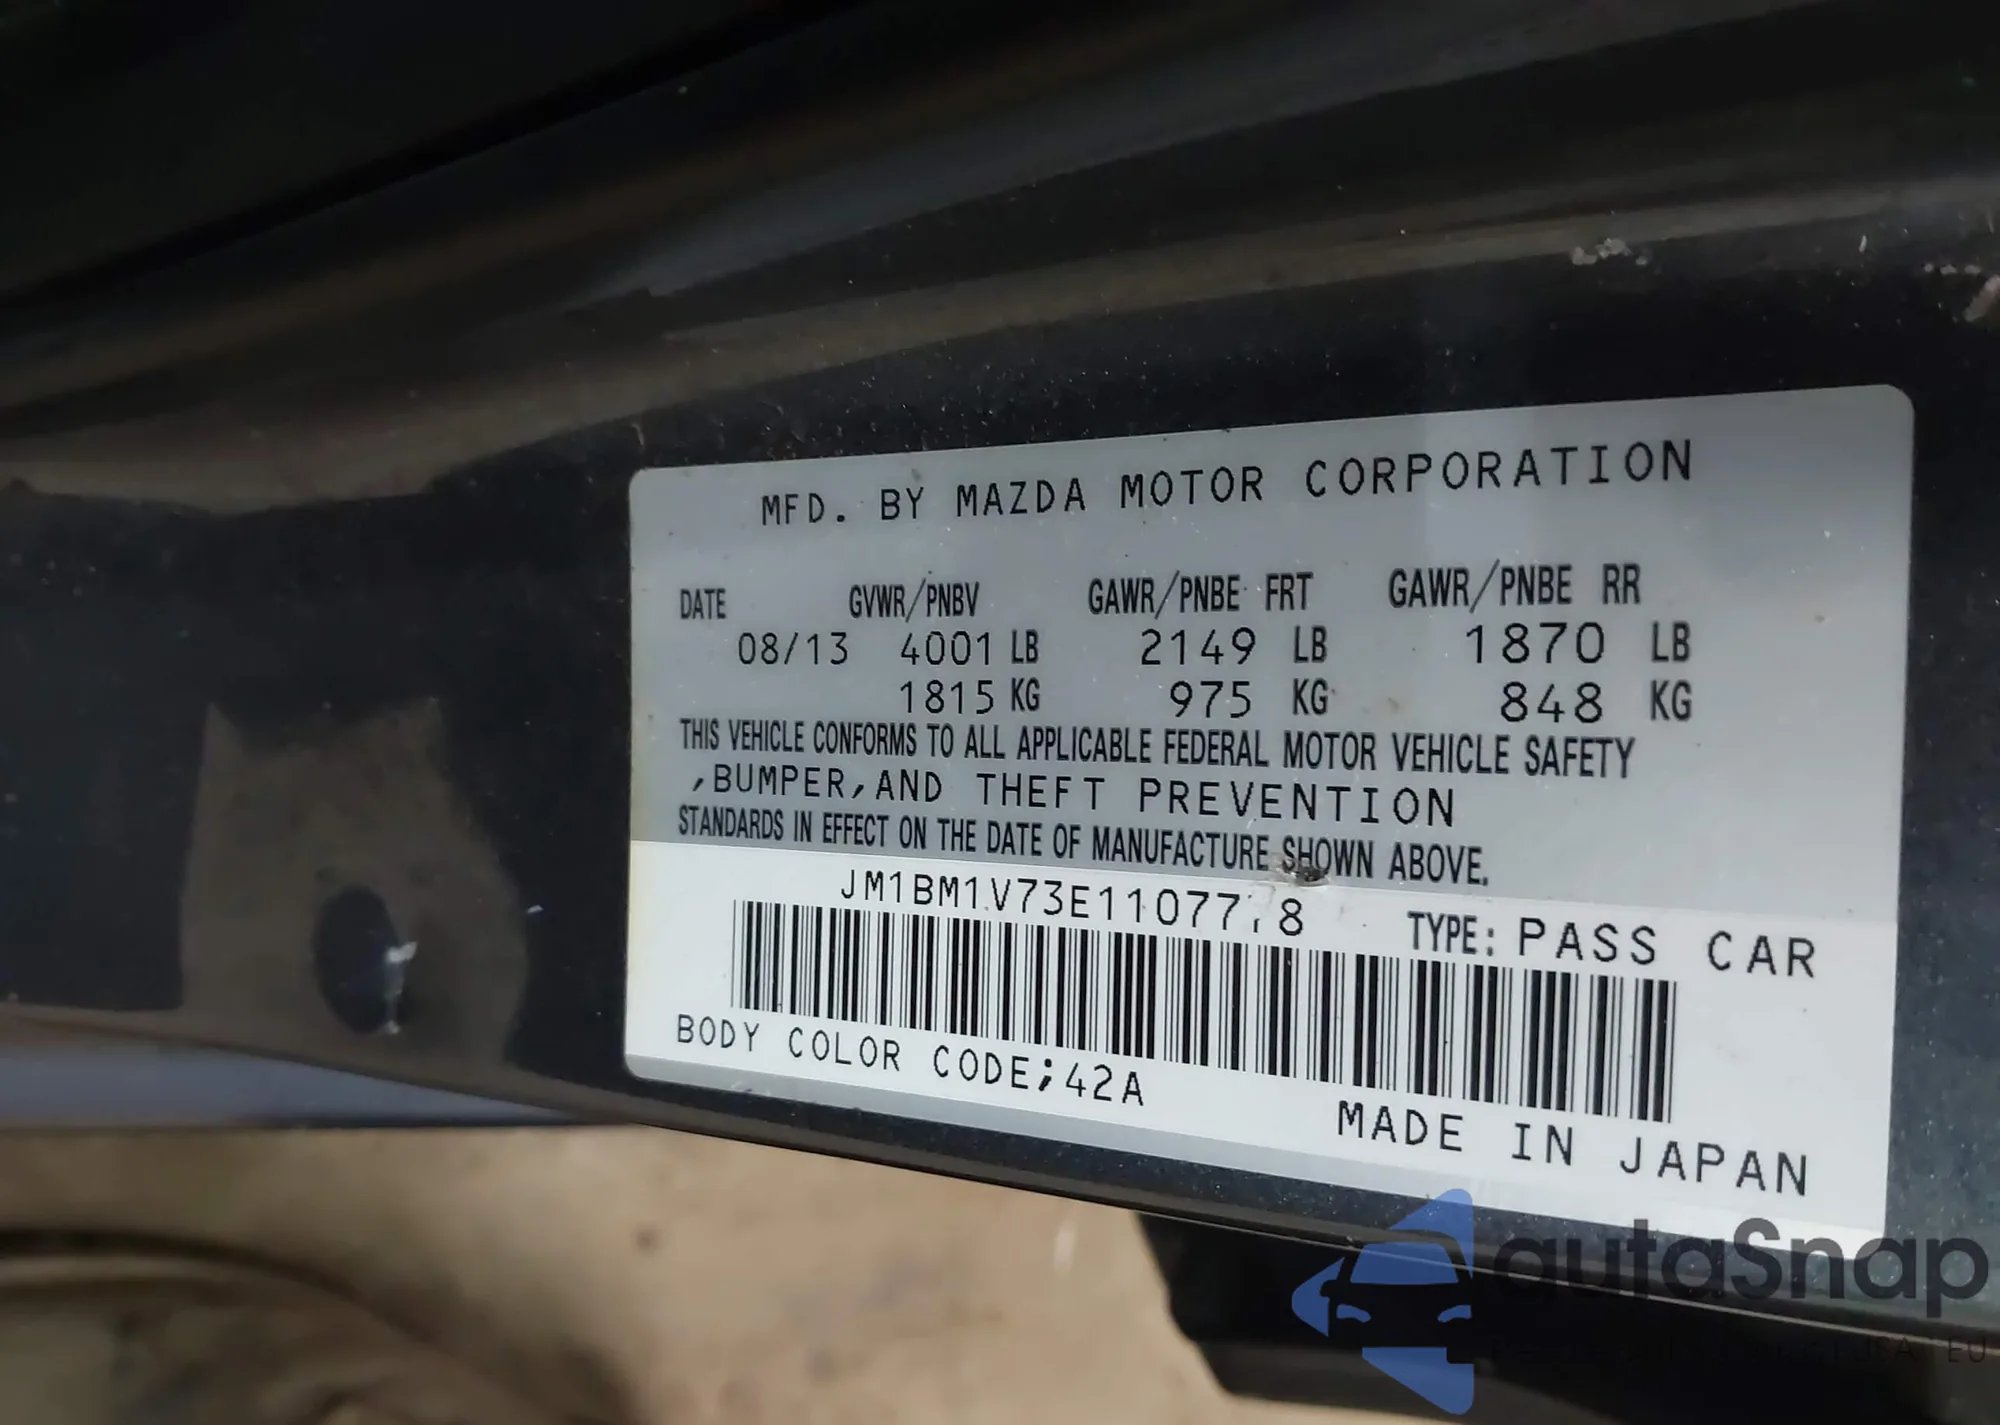 MFD. BY MAZDA MOTOR CORPORATION
DATE GVWR/PNBV GAWR/PNBE FRT GAWR/PNBE RR
08/13 4001 LB 2149 LB 1870 LB
1815 KG 975 KG 848 KG
THIS VEHICLE CONFORMS TO ALL APPLICABLE FEDERAL MOTOR VEHICLE SAFETY
,BUMPER,AND THEFT PREVENTION
STANDARDS IN EFFECT ON THE DATE OF MANUFACTURE SHOWN ABOVE.
TYPE: PASS CAR
BODY COLOR CODE;42A
MADE IN JAPAN
autoSnap